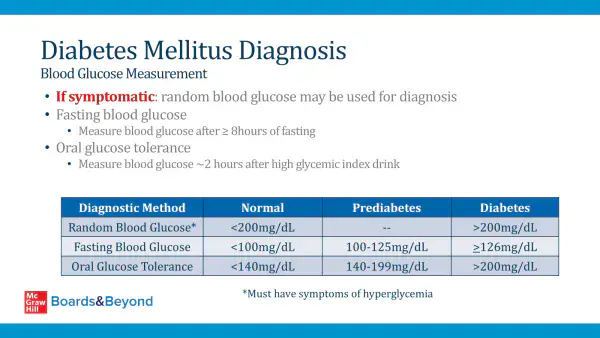 Diabetes Mellitus Diagnosis
Blood Glucose Measurement
• If symptomatic: random blood glucose may be used for diagnosis
• Fasting blood glucose
• Measure blood glucose after ≥ 8hours of fasting
• Oral glucose tolerance
• Measure blood glucose ~2 hours after high glycemic index drink
Diagnostic Method Normal Prediabetes Diabetes
Random Blood Glucose* <200mg/dL -- >200mg/dL
Fasting Blood Glucose <100mg/dL 100-125mg/dL ≥126mg/dL
Oral Glucose Tolerance <140mg/dL 140-199mg/dL >200mg/dL
*Must have symptoms of hyperglycemia
Mc
Graw
Hill
Boards&Beyond